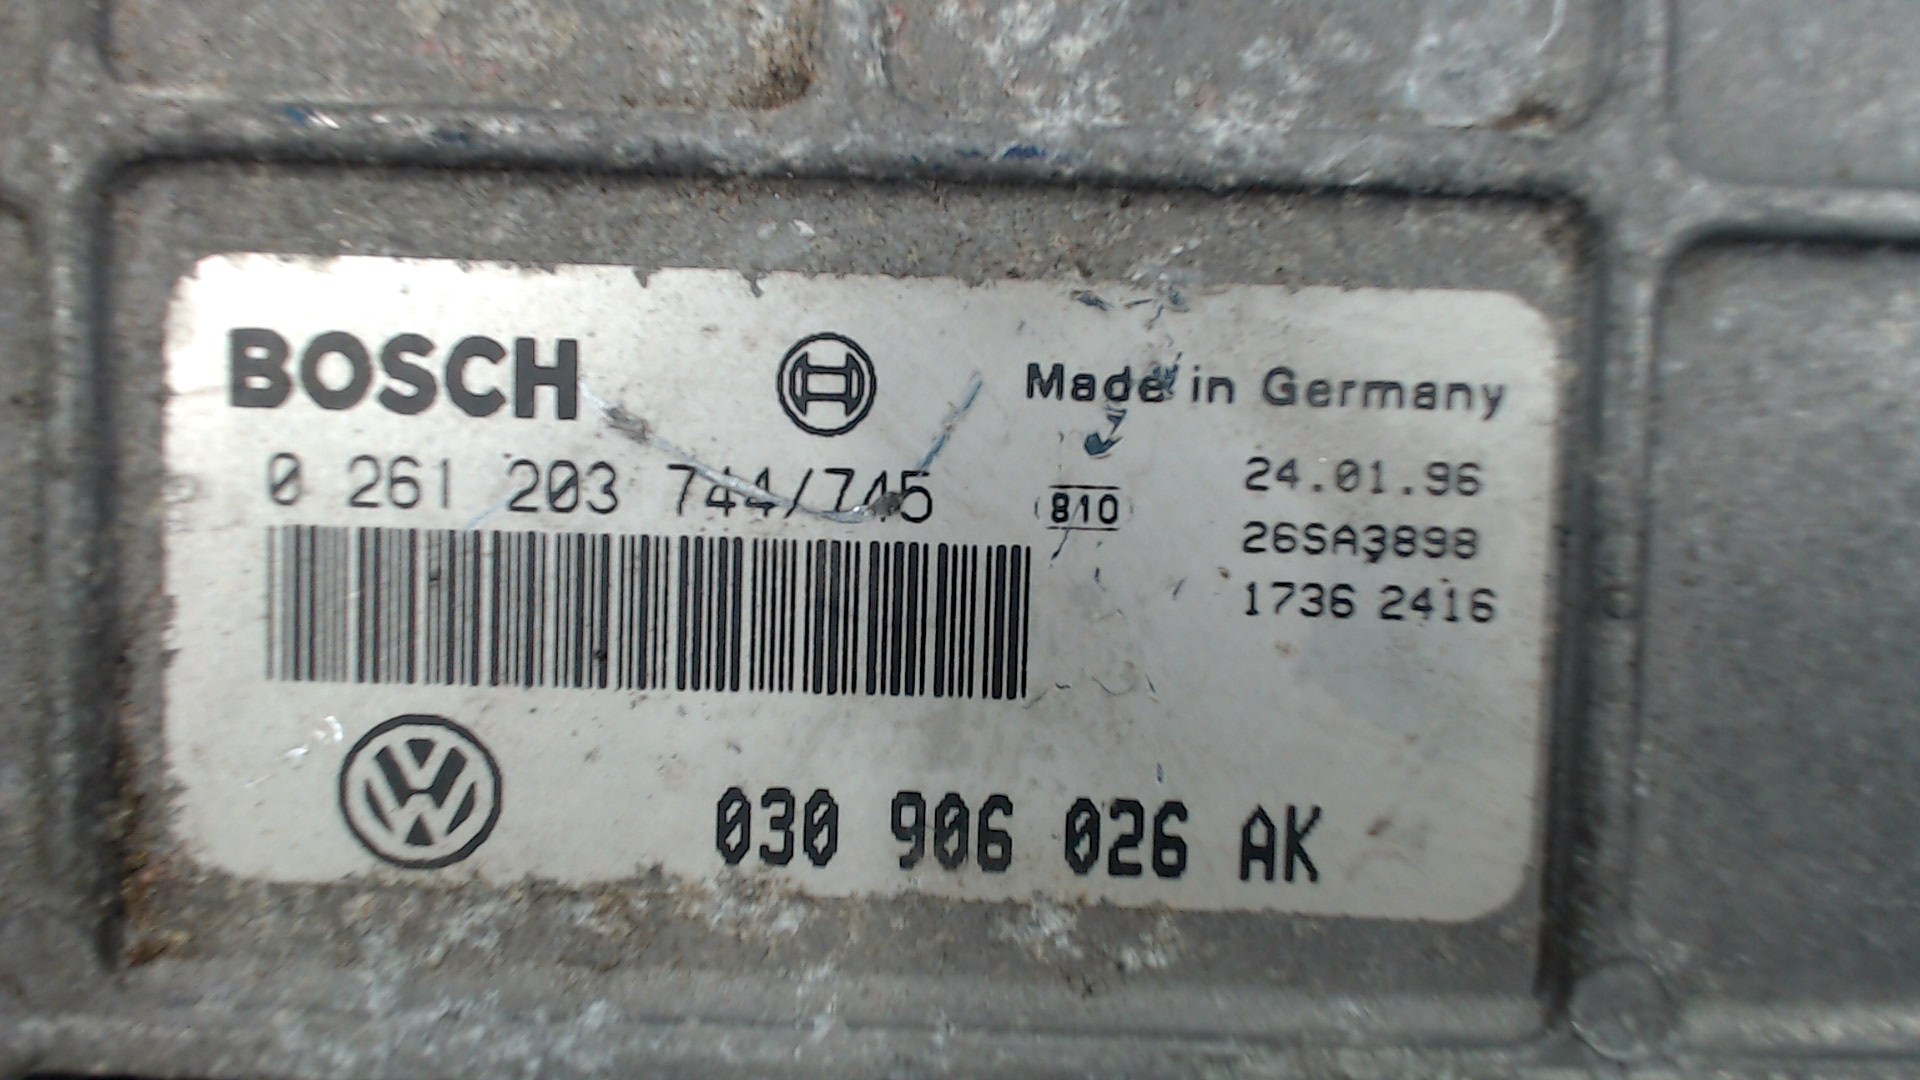 BOSCH
Made in Germany
0 261 203 744/745
810
24.01.96
26SA3898
1736 2416
030 906 026 AK